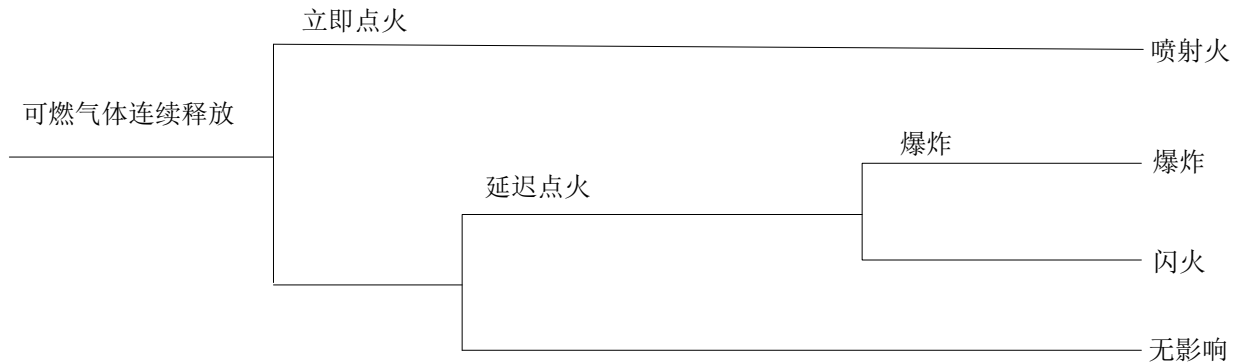 立即点火
喷射火
可燃气体连续释放
爆炸
爆炸
延迟点火
闪火
无影响